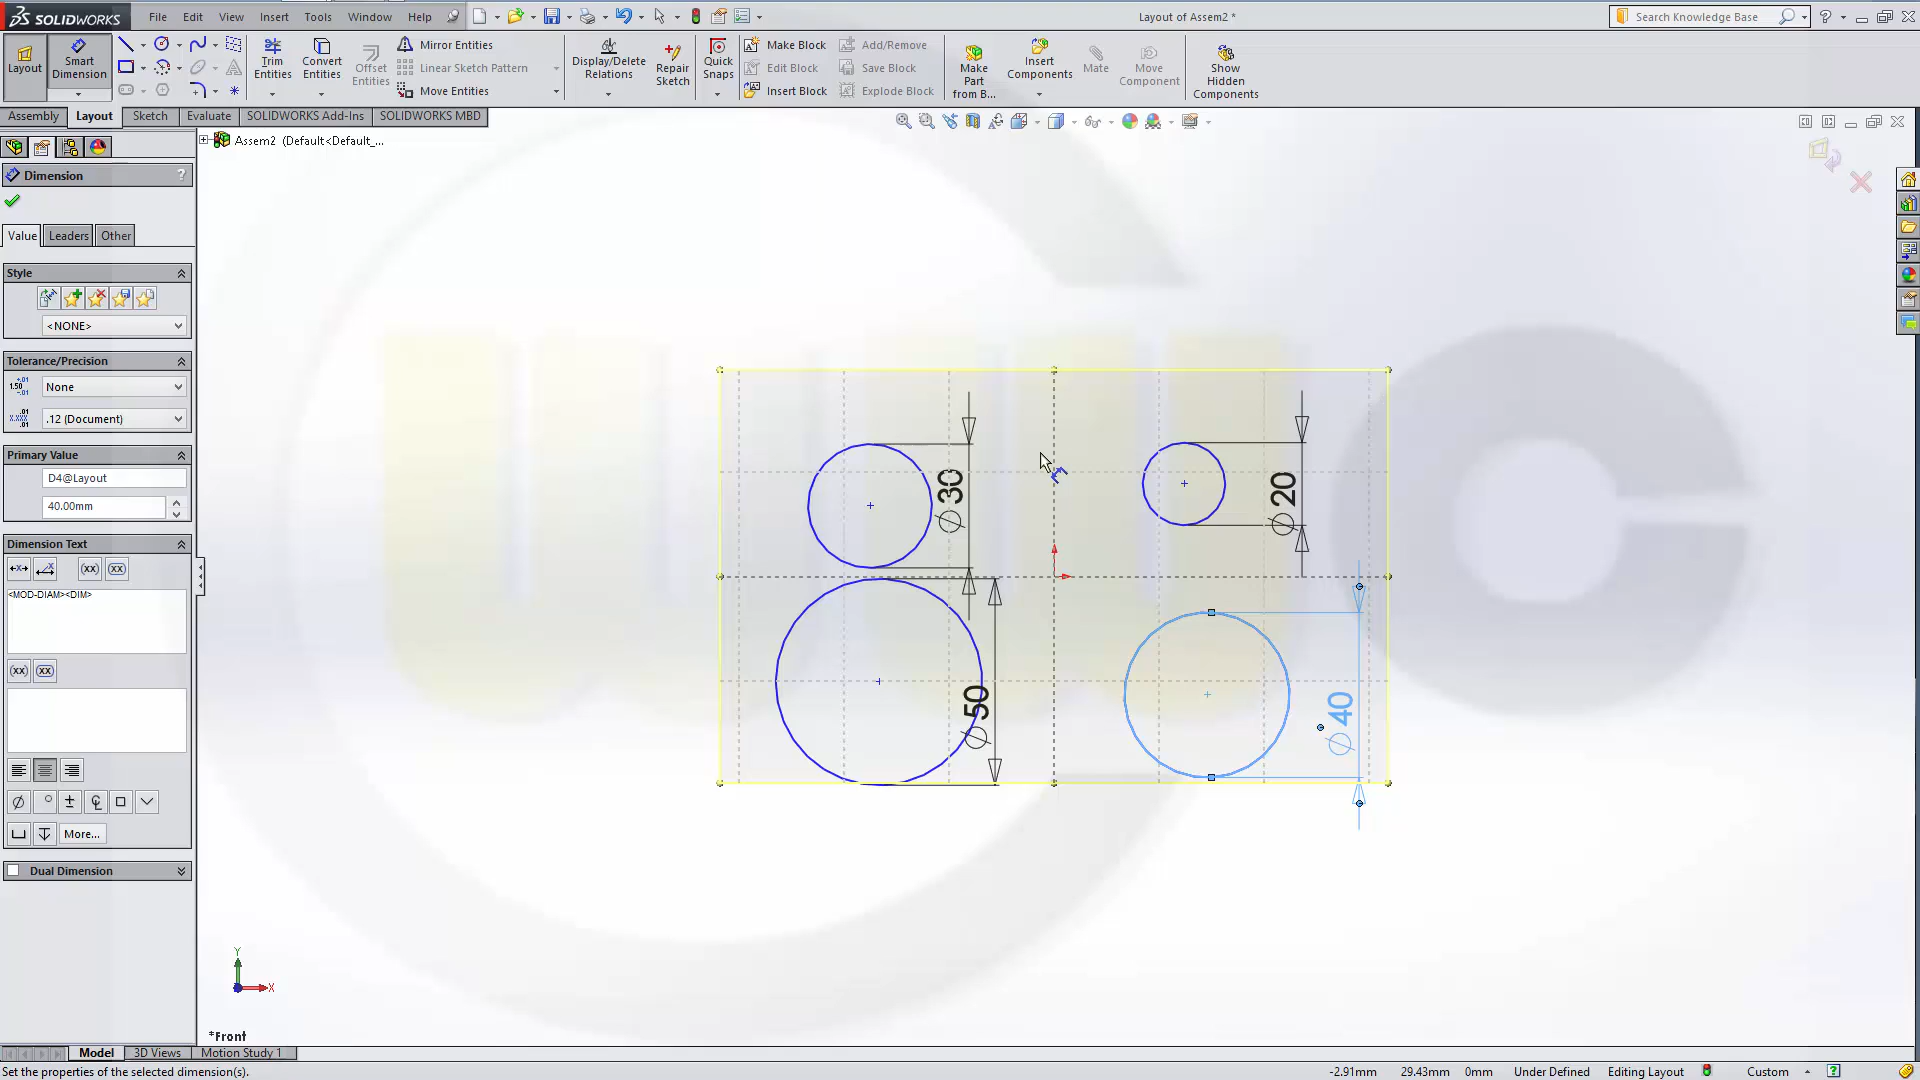 SOLIDWORKS File Edit View Insert Tools Window Help Layout of Assem2 * Search Knowledge Base
Layout Smart Dimension Trim Entities Convert Entities Offset Entities Mirror Entities Linear Sketch Pattern Move Entities Display/Delete Relations Repair Sketch Quick Snaps Make Block Edit Block Insert Block Add/Remove Save Block Explode Block Make Part from B... Insert Components Mate Move Component Show Hidden Components
Assembly Layout Sketch Evaluate SOLIDWORKS Add-Ins SOLIDWORKS MBD
Assem2 (Default<Default_...
Dimension ?
Value Leaders Other
Style
<NONE>
Tolerance/Precision
None
.12 (Document)
Primary Value
D4@Layout
40.00mm
Dimension Text
<MOD-DIAM><DIM>
More...
Dual Dimension
∅30
∅20
∅50
∅40
Y
X
*Front
Model 3D Views Motion Study 1
Set the properties of the selected dimension(s). -2.91mm 29.43mm 0mm Under Defined Editing Layout Custom